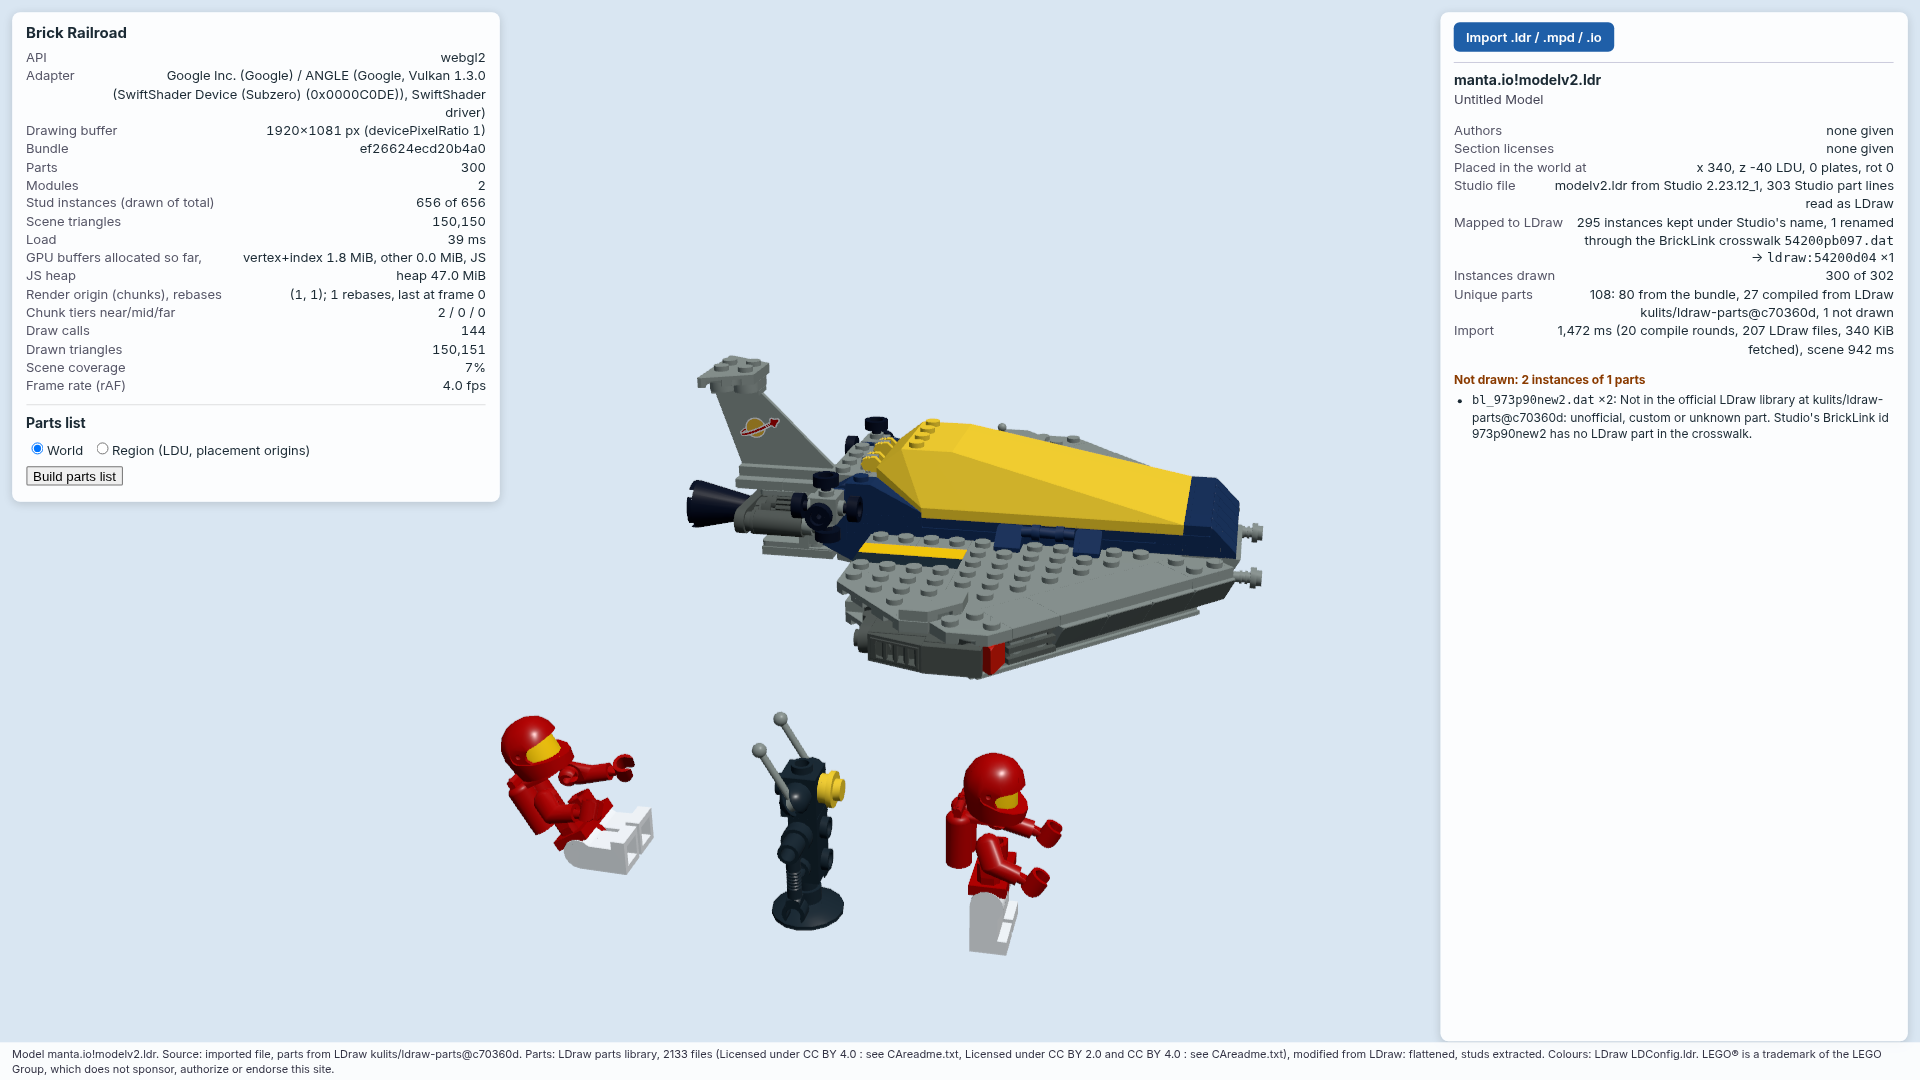 Brick Railroad
API webgl2
Adapter Google Inc. (Google) / ANGLE (Google, Vulkan 1.3.0
(SwiftShader Device (Subzero) (0x0000C0DE)), SwiftShader
driver)
Drawing buffer 1920×1081 px (devicePixelRatio 1)
Bundle ef26624ecd20b4a0
Parts 300
Modules 2
Stud instances (drawn of total) 656 of 656
Scene triangles 150,150
Load 39 ms
GPU buffers allocated so far, vertex+index 1.8 MiB, other 0.0 MiB, JS
JS heap heap 47.0 MiB
Render origin (chunks), rebases (1, 1); 1 rebases, last at frame 0
Chunk tiers near/mid/far 2 / 0 / 0
Draw calls 144
Drawn triangles 150,151
Scene coverage 7%
Frame rate (rAF) 4.0 fps
Parts list
World Region (LDU, placement origins)
Build parts list
Import .ldr / .mpd / .io
manta.io!modelv2.ldr
Untitled Model
Authors none given
Section licenses none given
Placed in the world at x 340, z -40 LDU, 0 plates, rot 0
Studio file modelv2.ldr from Studio 2.23.12_1, 303 Studio part lines
read as LDraw
Mapped to LDraw 295 instances kept under Studio's name, 1 renamed
through the BrickLink crosswalk 54200pb097.dat
→ ldraw:54200d04 ×1
Instances drawn 300 of 302
Unique parts 108: 80 from the bundle, 27 compiled from LDraw
kulits/ldraw-parts@c70360d, 1 not drawn
Import 1,472 ms (20 compile rounds, 207 LDraw files, 340 KiB
fetched), scene 942 ms
Not drawn: 2 instances of 1 parts
• bl_973p90new2.dat ×2: Not in the official LDraw library at kulits/ldraw-
parts@c70360d: unofficial, custom or unknown part. Studio's BrickLink id
973p90new2 has no LDraw part in the crosswalk.
Model manta.io!modelv2.ldr. Source: imported file, parts from LDraw kulits/ldraw-parts@c70360d. Parts: LDraw parts library, 2133 files (Licensed under CC BY 4.0 : see CAreadme.txt, Licensed under CC BY 2.0 and CC BY 4.0 : see CAreadme.txt), modified from LDraw: flattened, studs extracted. Colours: LDraw LDConfig.ldr. LEGO® is a trademark of the LEGO
Group, which does not sponsor, authorize or endorse this site.